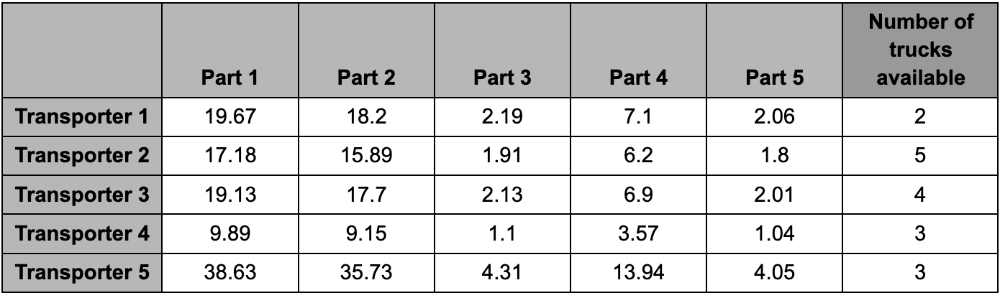 Part 1 Part 2 Part 3 Part 4 Part 5 Number of trucks available
Transporter 1 19.67 18.2 2.19 7.1 2.06 2
Transporter 2 17.18 15.89 1.91 6.2 1.8 5
Transporter 3 19.13 17.7 2.13 6.9 2.01 4
Transporter 4 9.89 9.15 1.1 3.57 1.04 3
Transporter 5 38.63 35.73 4.31 13.94 4.05 3